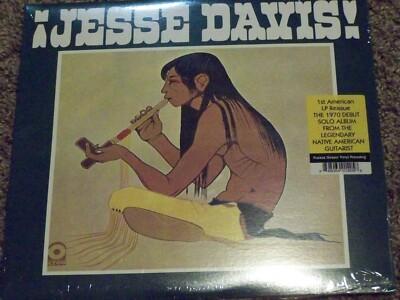 ¡JESSE DAVIS!
1st American
LP Reissue
THE 1970 DEBUT
SOLO ALBUM
FROM THE
LEGENDARY
NATIVE AMERICAN
GUITARIST